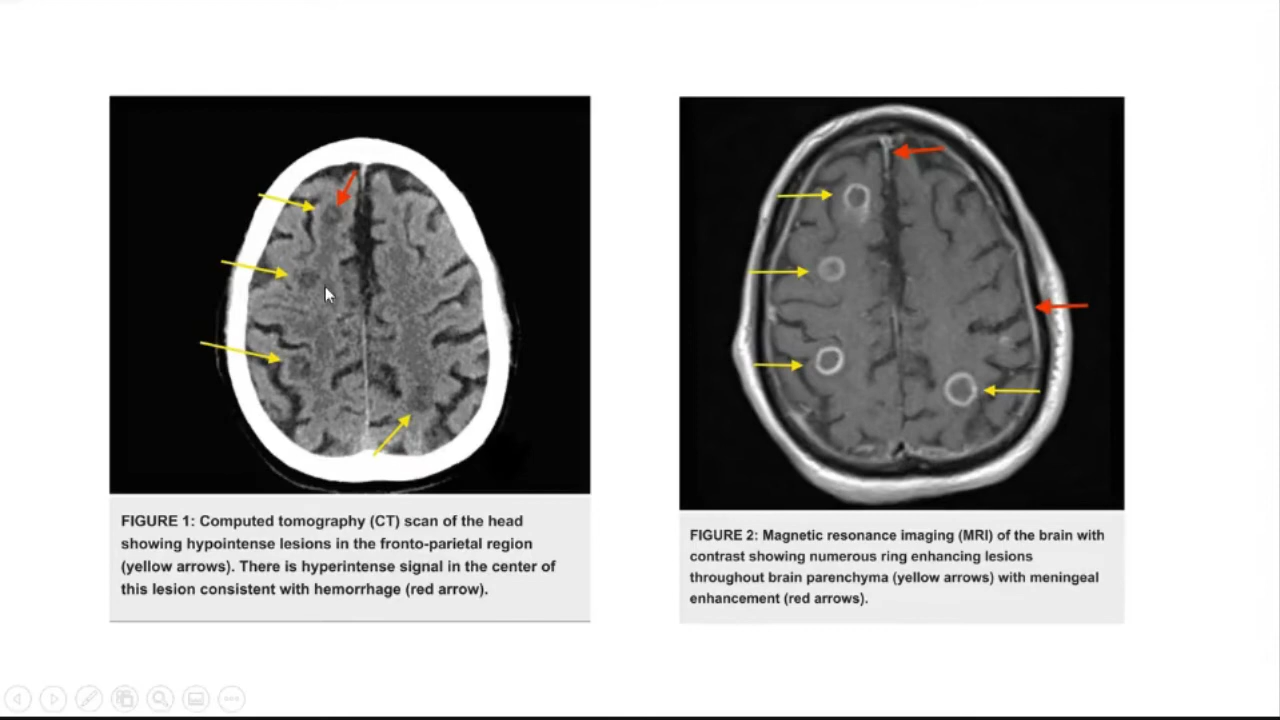 FIGURE 1: Computed tomography (CT) scan of the head
showing hypointense lesions in the fronto-parietal region
(yellow arrows). There is hyperintense signal in the center of
this lesion consistent with hemorrhage (red arrow).
FIGURE 2: Magnetic resonance imaging (MRI) of the brain with
contrast showing numerous ring enhancing lesions
throughout brain parenchyma (yellow arrows) with meningeal
enhancement (red arrows).